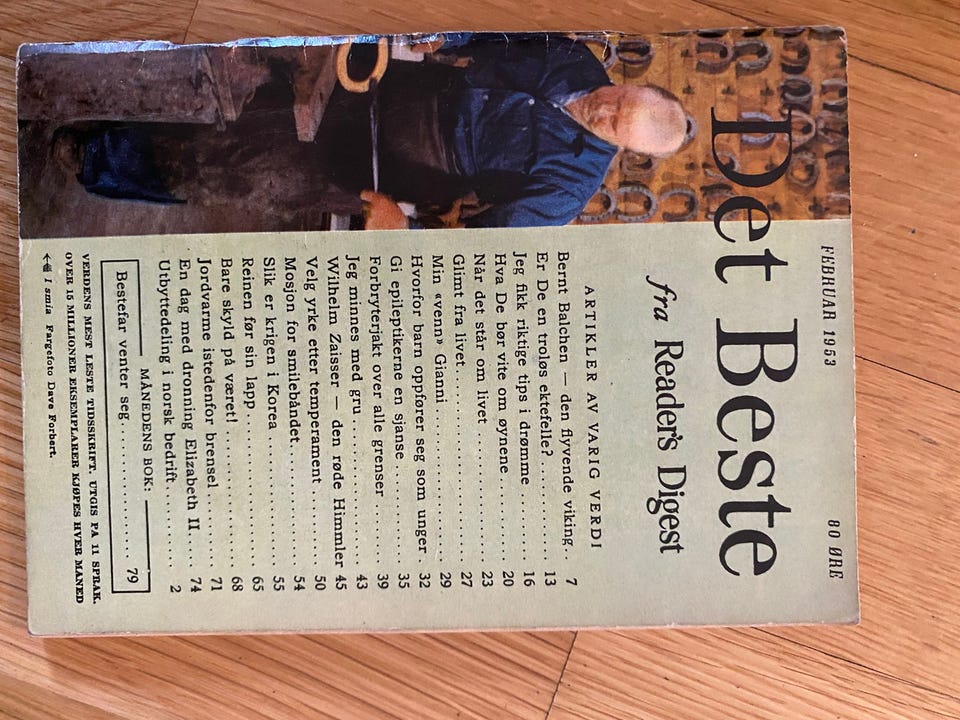 FEBRUAR 1953 80 ØRE
Det Beste
fra Reader's Digest
ARTIKLER AV VARIG VERDI
Bernt Balchen — den flyvende viking. 7
Er De en troløs ektefelle? ........ 13
Jeg fikk riktige tips i drømme ..... 16
Hva De bør vite om øynene ....... 20
Når det står om livet ............. 23
Glimt fra livet .................. 27
Min «venn» Gianni ............... 29
Hvorfor barn oppfører seg som unger . 32
Gi epileptikerne en sjanse ......... 35
Forbryterjakt over alle grenser ..... 39
Jeg minnes med gru .............. 43
Wilhelm Zaisser — den røde Himmler 45
Velg yrke etter temperament ....... 50
Mosjon for smilebåndet ........... 54
Slik er krigen i Korea ............ 55
Reinen før sin lapp ............... 65
Bare skyld på været! ............. 68
Jordvarme istedenfor brensel ....... 71
En dag med dronning Elizabeth II ... 74
Utbyttedeling i norsk bedrift ....... 2
MÅNEDENS BOK:
Bestefar venter seg ............... 79
VERDENS MEST LESTE TIDSSKRIFT. UTGIS PÅ 11 SPRÅK.
OVER 15 MILLIONER EKSEMPLARER KJØPES HVER MÅNED
I smia Fargefoto Dave Forbert.